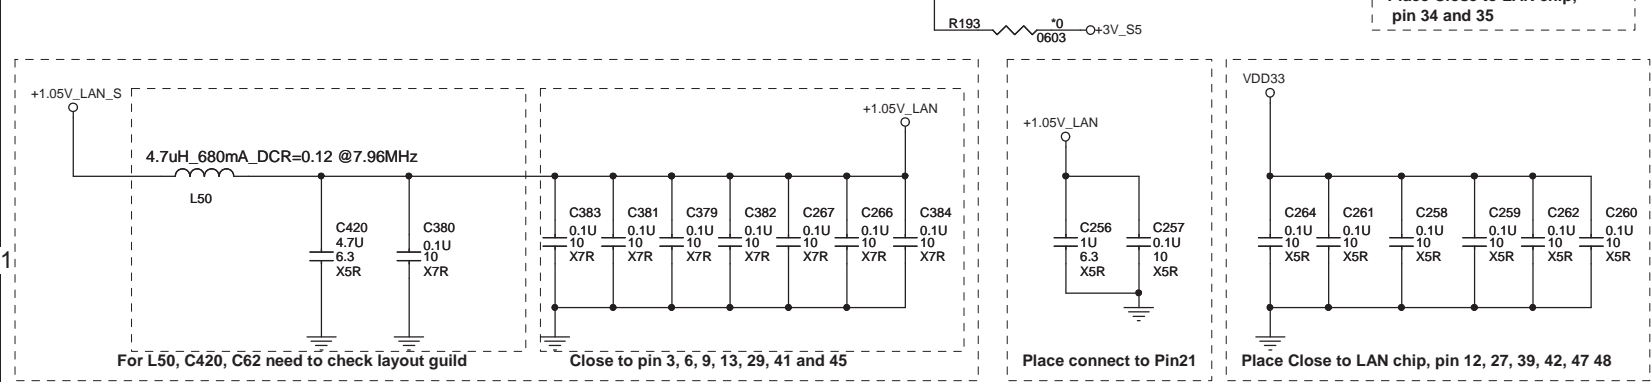 Place Close to LAN chip,
pin 34 and 35
R193
*0
0603
+3V_S5
+1.05V_LAN_S
4.7uH_680mA_DCR=0.12 @7.96MHz
L50
C420
4.7U
6.3
X5R
C380
0.1U
10
X7R
For L50, C420, C62 need to check layout guild
+1.05V_LAN
C383
0.1U
10
X7R
C381
0.1U
10
X7R
C379
0.1U
10
X7R
C382
0.1U
10
X7R
C267
0.1U
10
X7R
C266
0.1U
10
X7R
C384
0.1U
10
X7R
Close to pin 3, 6, 9, 13, 29, 41 and 45
+1.05V_LAN
C256
1U
6.3
X5R
C257
0.1U
10
X5R
Place connect to Pin21
VDD33
C264
0.1U
10
X5R
C261
0.1U
10
X5R
C258
0.1U
10
X5R
C259
0.1U
10
X5R
C262
0.1U
10
X5R
C260
0.1U
10
X5R
Place Close to LAN chip, pin 12, 27, 39, 42, 47 48
1